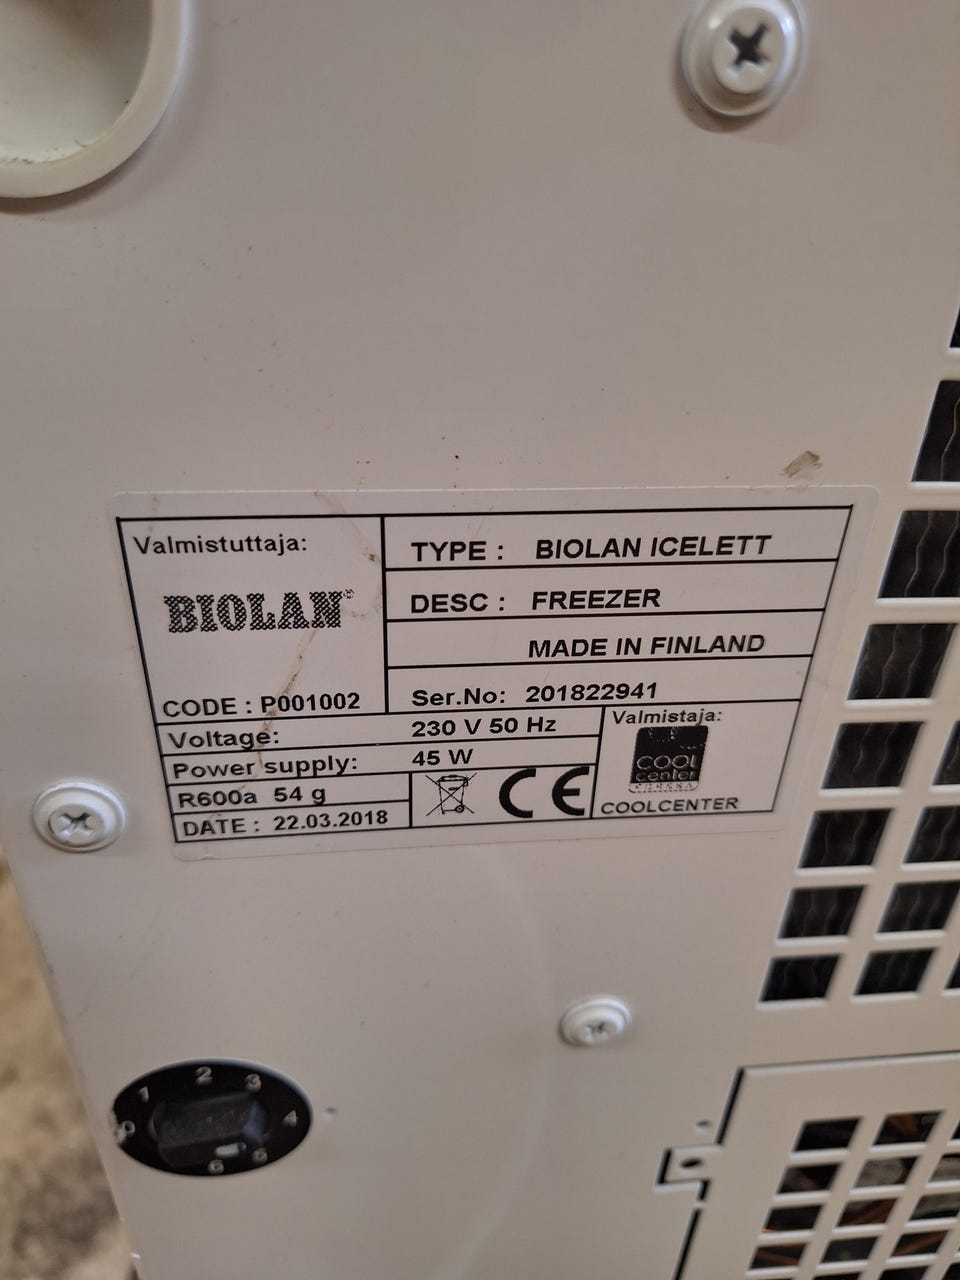 Valmistuttaja:
BIOLAN®
CODE : P001002
TYPE : BIOLAN ICELETT
DESC : FREEZER
MADE IN FINLAND
Ser.No: 201822941
Voltage: 230 V 50 Hz
Power supply: 45 W
R600a 54 g
DATE : 22.03.2018
CE
Valmistaja:
COOL
center
COOLCENTER
0 1 2 3 4 5 6